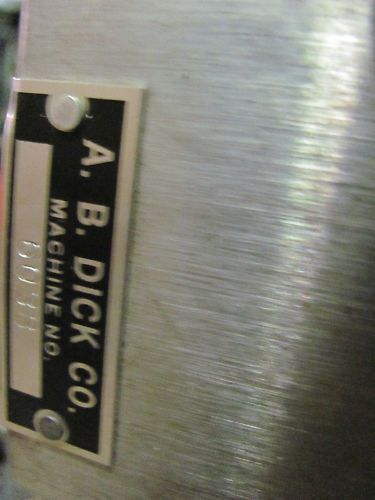 A. B. DICK CO.
MACHINE NO.